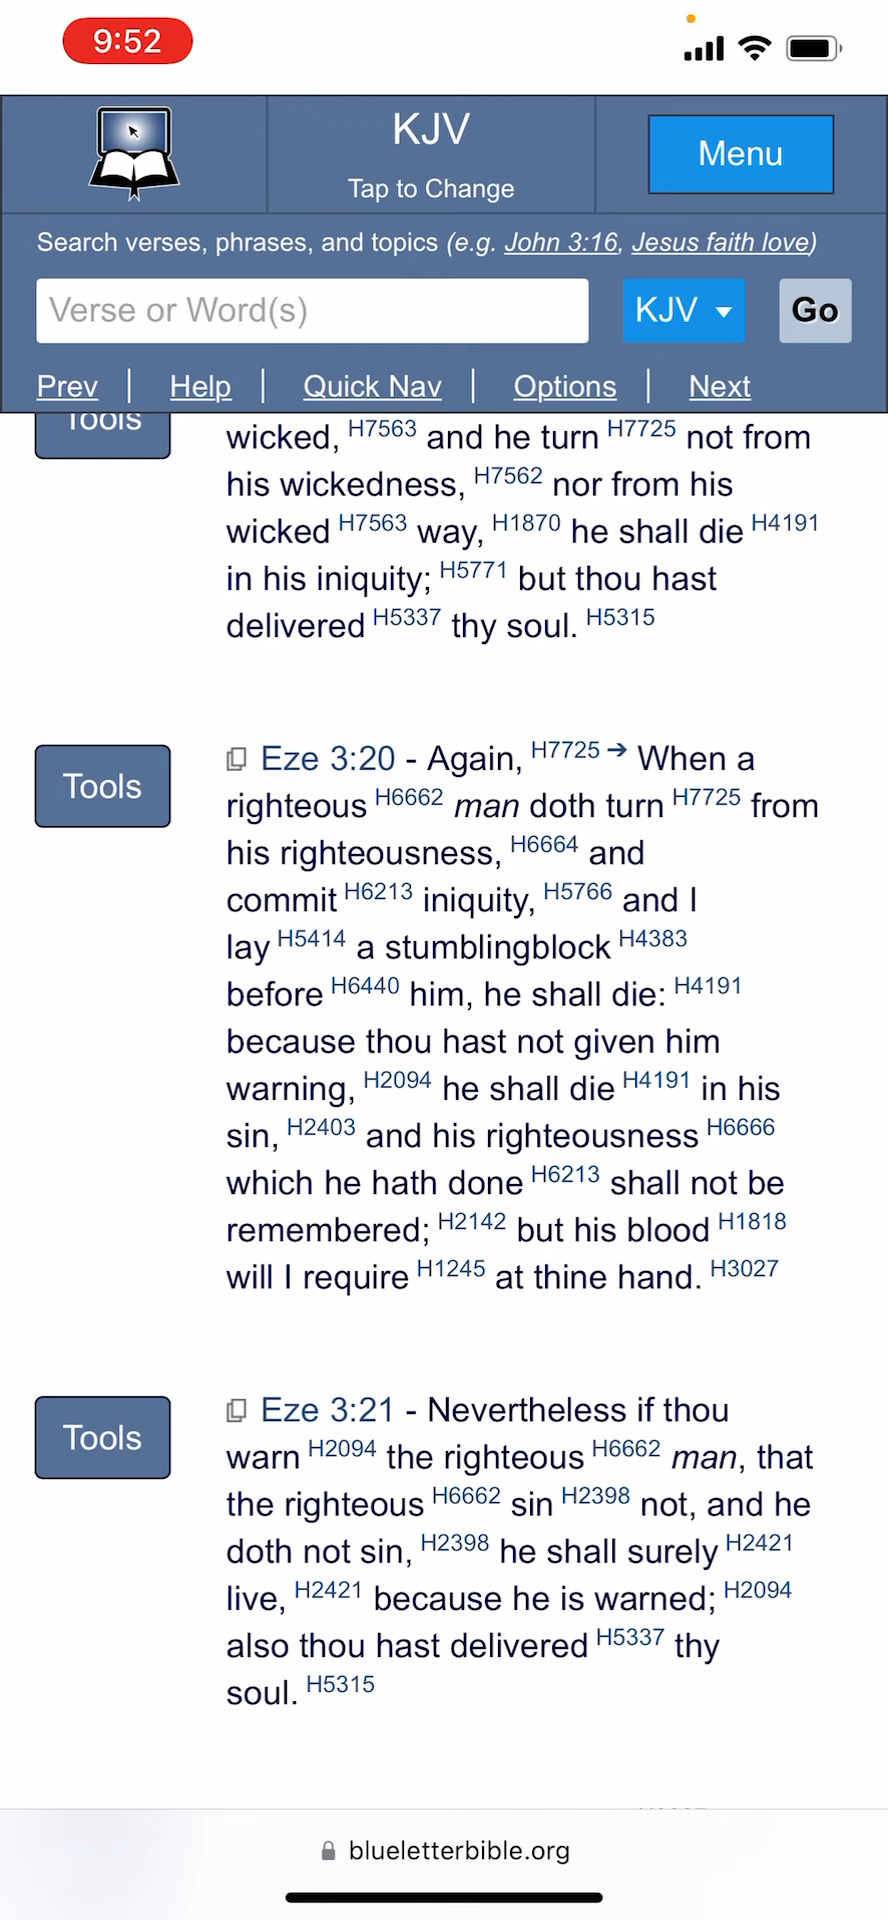 9:52
KJV
Tap to Change
Menu
Search verses, phrases, and topics (e.g. John 3:16, Jesus faith love)
Verse or Word(s)
KJV
Go
Prev | Help | Quick Nav | Options | Next
Tools
wicked, H7563 and he turn H7725 not from
his wickedness, H7562 nor from his
wicked H7563 way, H1870 he shall die H4191
in his iniquity; H5771 but thou hast
delivered H5337 thy soul. H5315
Tools
Eze 3:20 - Again, H7725 → When a
righteous H6662 man doth turn H7725 from
his righteousness, H6664 and
commit H6213 iniquity, H5766 and I
lay H5414 a stumblingblock H4383
before H6440 him, he shall die: H4191
because thou hast not given him
warning, H2094 he shall die H4191 in his
sin, H2403 and his righteousness H6666
which he hath done H6213 shall not be
remembered; H2142 but his blood H1818
will I require H1245 at thine hand. H3027
Tools
Eze 3:21 - Nevertheless if thou
warn H2094 the righteous H6662 man, that
the righteous H6662 sin H2398 not, and he
doth not sin, H2398 he shall surely H2421
live, H2421 because he is warned; H2094
also thou hast delivered H5337 thy
soul. H5315
blueletterbible.org